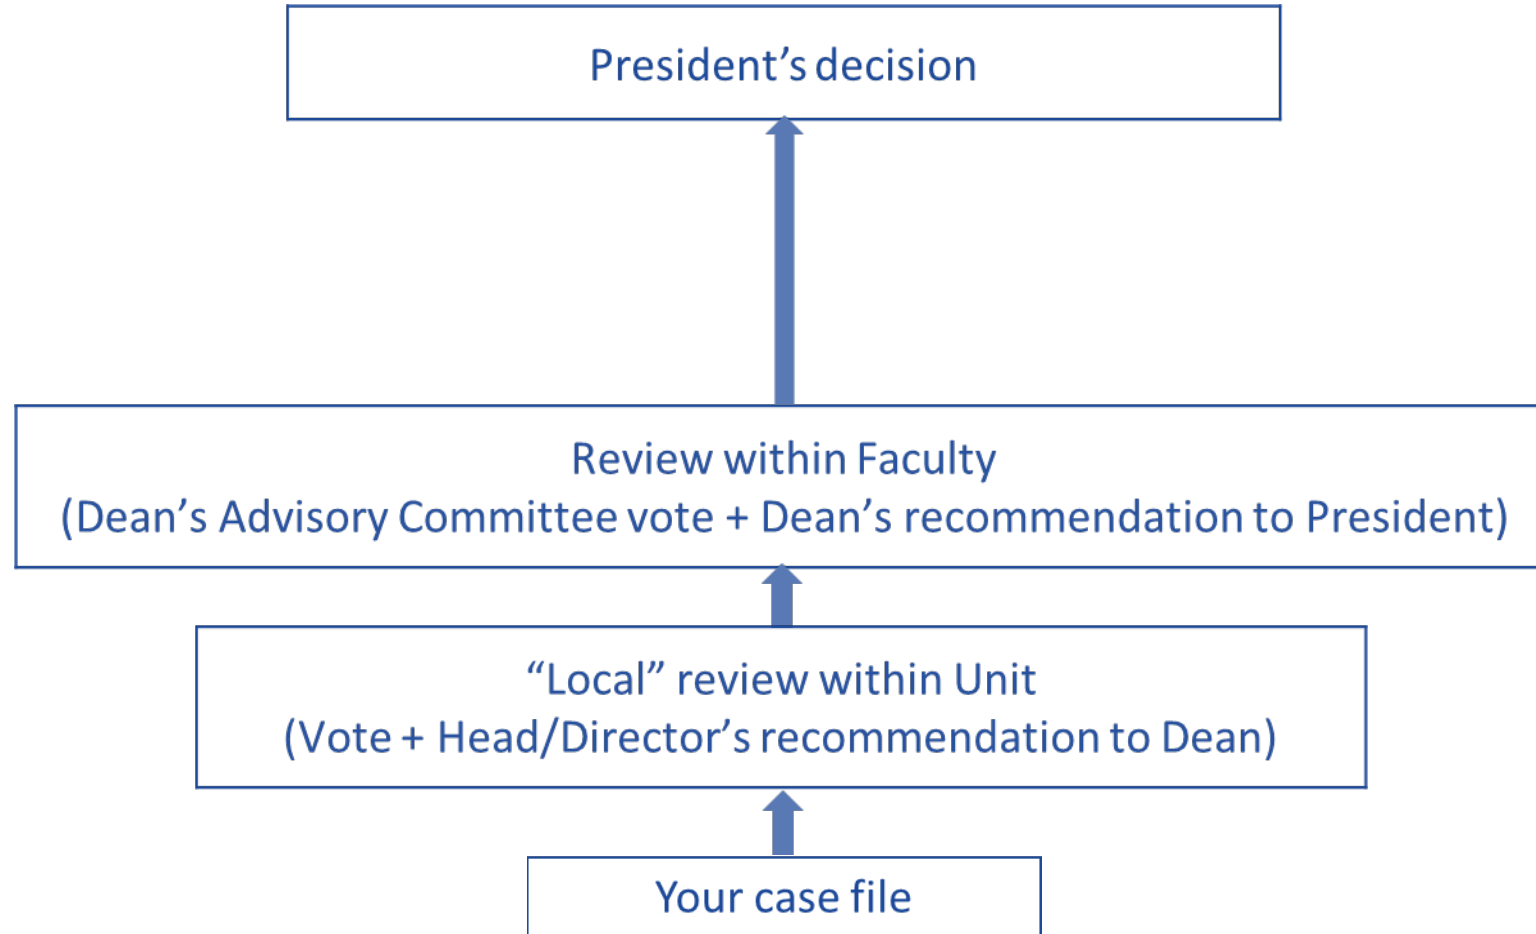 President’s decision
Review within Faculty
(Dean’s Advisory Committee vote + Dean’s recommendation to President)
“Local” review within Unit
(Vote + Head/Director’s recommendation to Dean)
Your case file